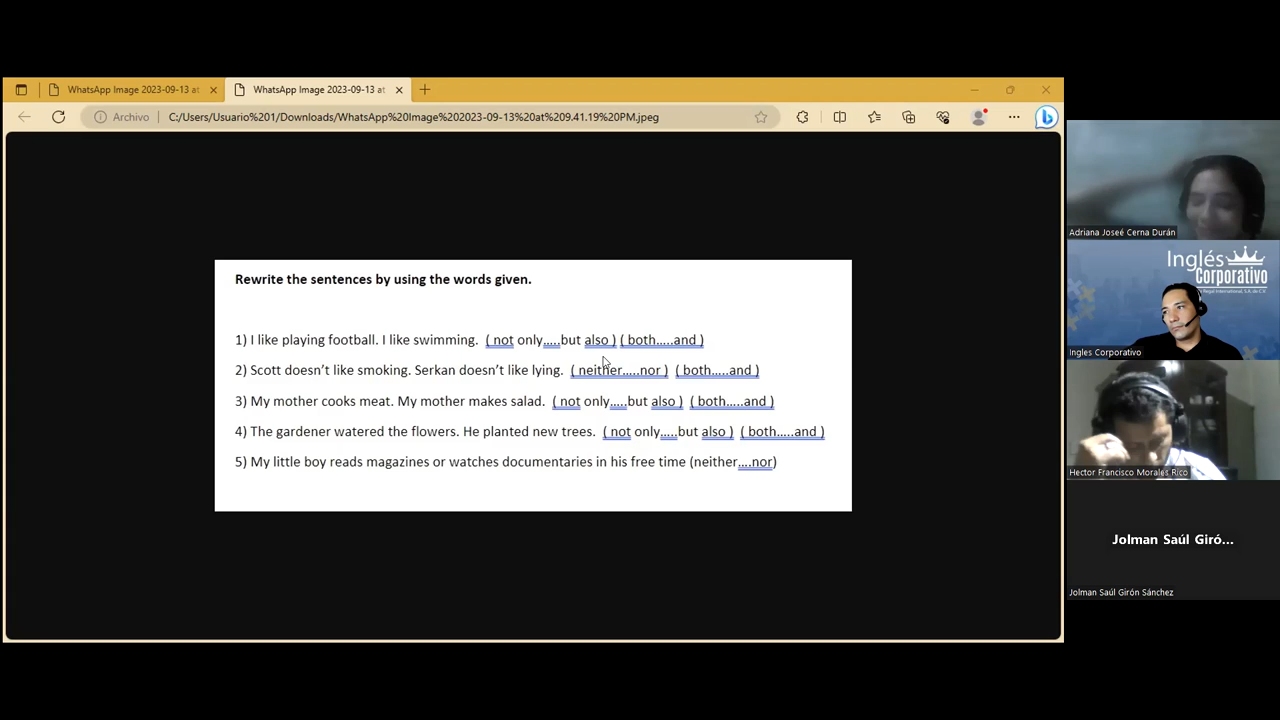 WhatsApp Image 2023-09-13 at
WhatsApp Image 2023-09-13 at
Archivo
C:/Users/Usuario%201/Downloads/WhatsApp%20Image%202023-09-13%20at%209.41.19%20PM.jpeg
Rewrite the sentences by using the words given.
1) I like playing football. I like swimming. ( not only…..but also ) ( both…..and )
2) Scott doesn’t like smoking. Serkan doesn’t like lying. ( neither…..nor ) ( both…..and )
3) My mother cooks meat. My mother makes salad. ( not only…..but also ) ( both…..and )
4) The gardener watered the flowers. He planted new trees. ( not only…..but also ) ( both…..and )
5) My little boy reads magazines or watches documentaries in his free time (neither….nor)
Adriana Joseé Cerna Durán
Inglés
Corporativo
Ingles Corporativo
Hector Francisco Morales Rico
Jolman Saúl Giró...
Jolman Saúl Girón Sánchez